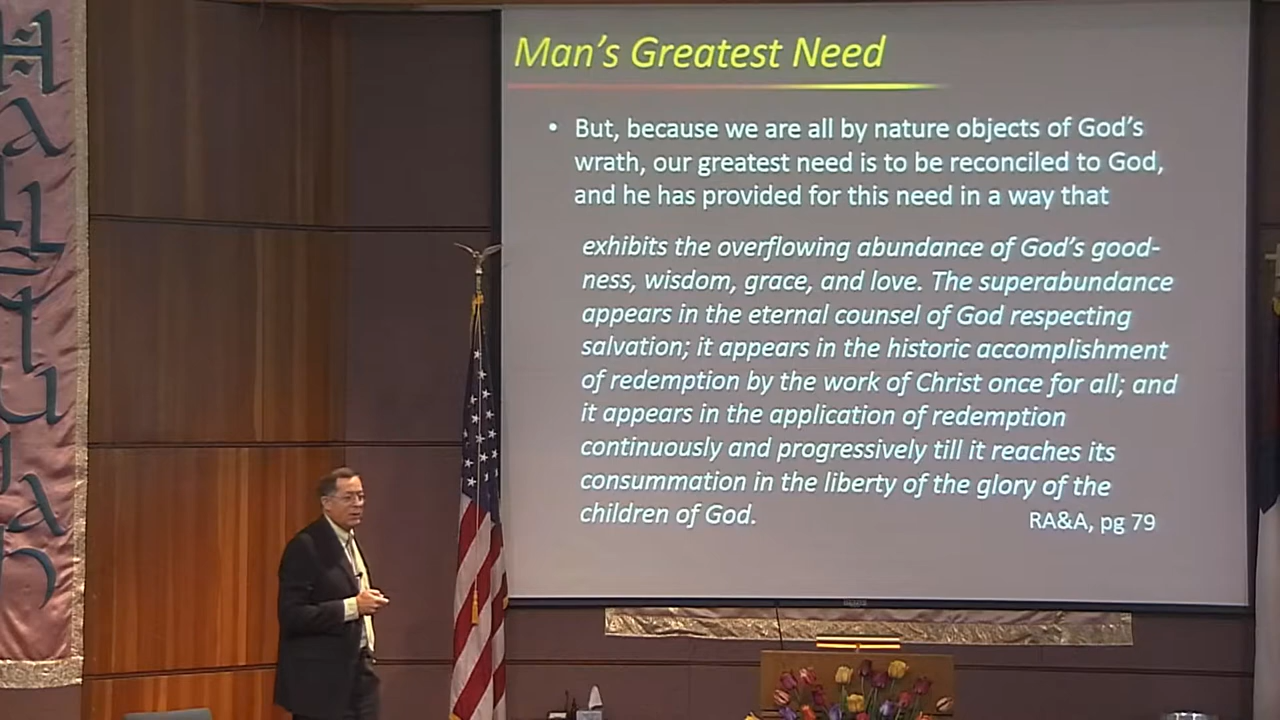 Hallelujah
Man's Greatest Need
• But, because we are all by nature objects of God's
wrath, our greatest need is to be reconciled to God,
and he has provided for this need in a way that
exhibits the overflowing abundance of God's good-
ness, wisdom, grace, and love. The superabundance
appears in the eternal counsel of God respecting
salvation; it appears in the historic accomplishment
of redemption by the work of Christ once for all; and
it appears in the application of redemption
continuously and progressively till it reaches its
consummation in the liberty of the glory of the
children of God.
RA&A, pg 79